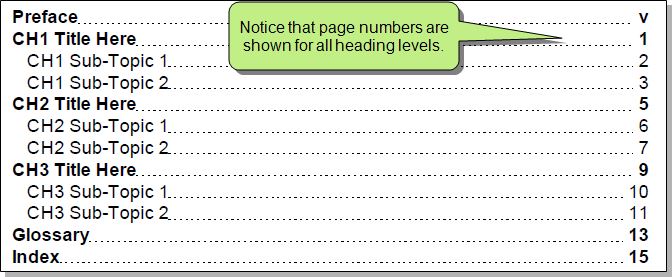 Preface v
Notice that page numbers are
shown for all heading levels.
CH1 Title Here 1
CH1 Sub-Topic 1 2
CH1 Sub-Topic 2 3
CH2 Title Here 5
CH2 Sub-Topic 1 6
CH2 Sub-Topic 2 7
CH3 Title Here 9
CH3 Sub-Topic 1 10
CH3 Sub-Topic 2 11
Glossary 13
Index 15